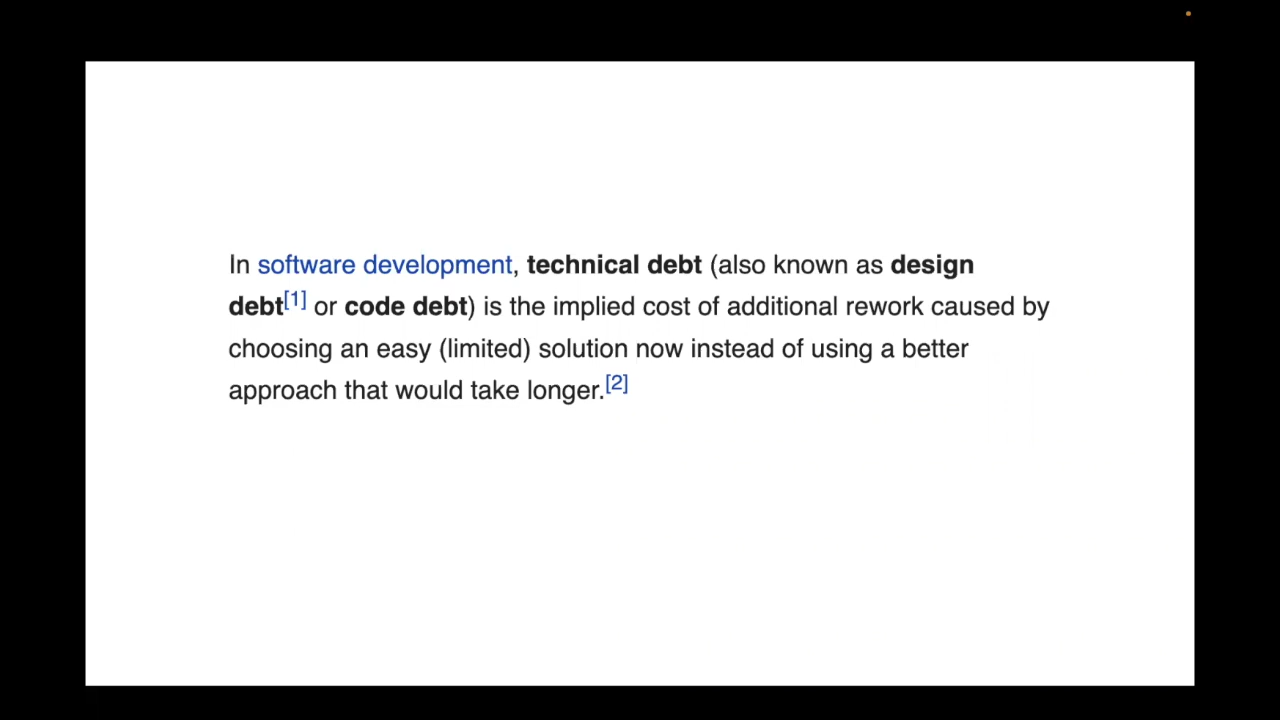 In software development, technical debt (also known as design
debt[1] or code debt) is the implied cost of additional rework caused by
choosing an easy (limited) solution now instead of using a better
approach that would take longer.[2]